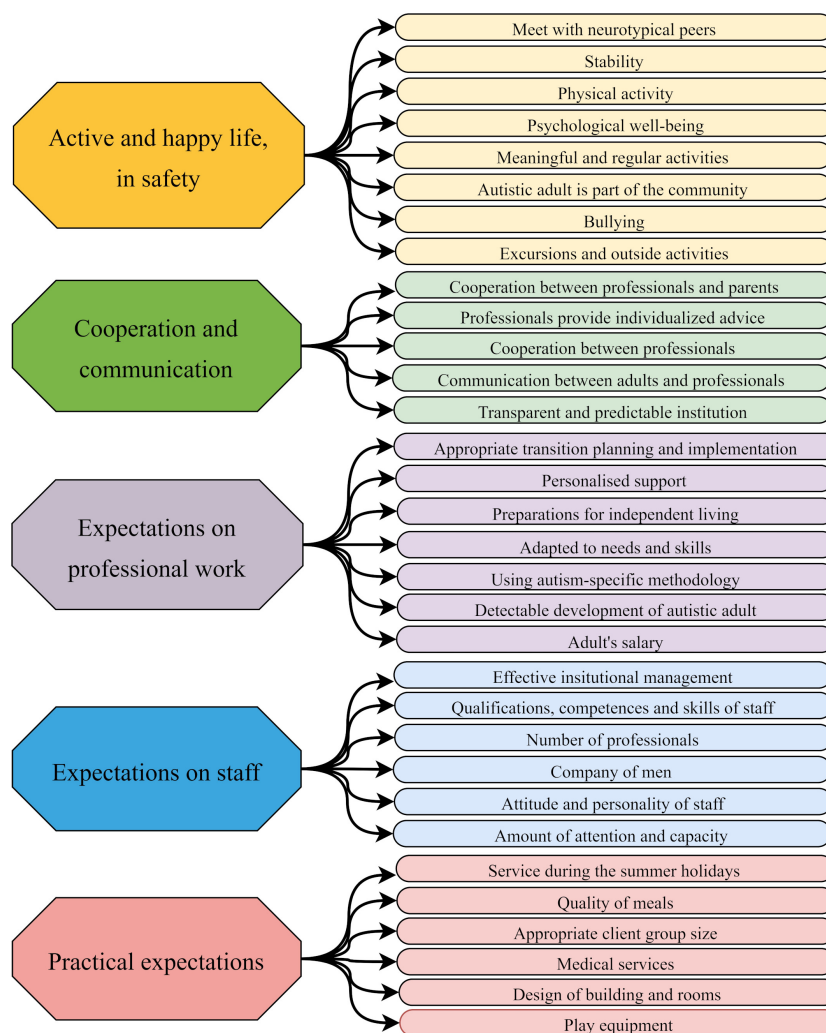 Active and happy life,
in safety
Meet with neurotypical peers
Stability
Physical activity
Psychological well-being
Meaningful and regular activities
Autistic adult is part of the community
Bullying
Excursions and outside activities
Cooperation and
communication
Cooperation between professionals and parents
Professionals provide individualized advice
Cooperation between professionals
Communication between adults and professionals
Transparent and predictable institution
Expectations on
professional work
Appropriate transition planning and implementation
Personalised support
Preparations for independent living
Adapted to needs and skills
Using autism-specific methodology
Detectable development of autistic adult
Adult's salary
Expectations on staff
Effective insitutional management
Qualifications, competences and skills of staff
Number of professionals
Company of men
Attitude and personality of staff
Amount of attention and capacity
Practical expectations
Service during the summer holidays
Quality of meals
Appropriate client group size
Medical services
Design of building and rooms
Play equipment